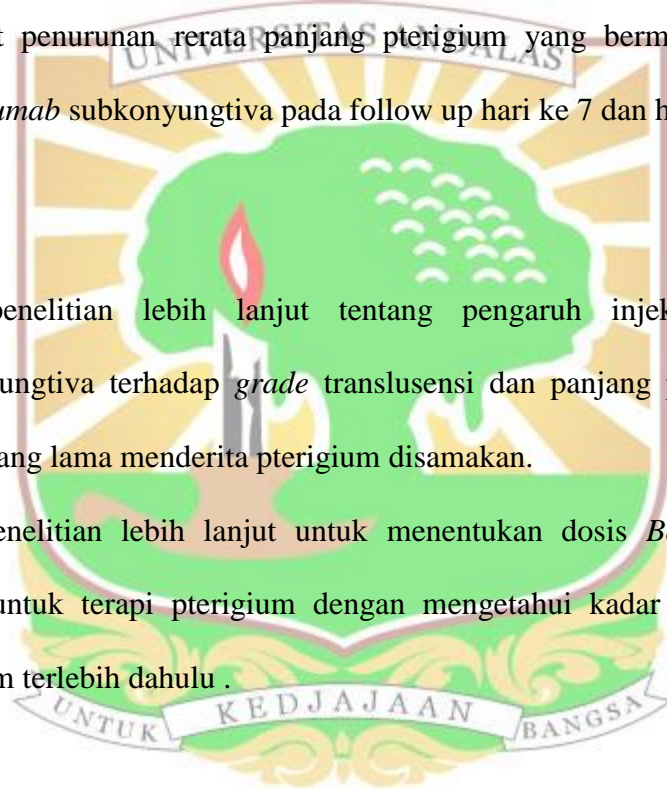 t penurunan rerata panjang pterigium yang berm
UNIVERSITAS ANDALAS
umab subkonyungtiva pada follow up hari ke 7 dan h
penelitian lebih lanjut tentang pengaruh injek
ungtiva terhadap grade translusensi dan panjang p
ang lama menderita pterigium disamakan.
enelitian lebih lanjut untuk menentukan dosis Be
untuk terapi pterigium dengan mengetahui kadar
m terlebih dahulu .
UNTUK KEDJAJAAN BANGSA